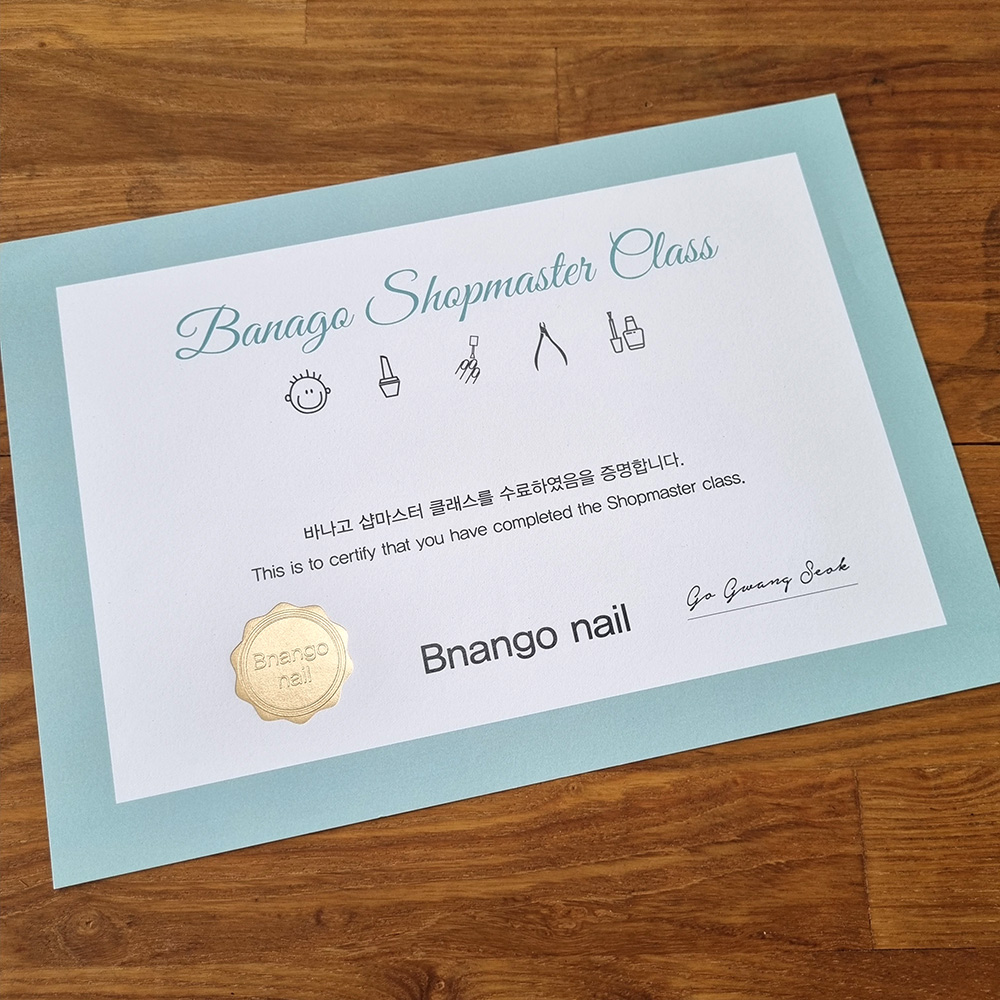 Banago Shopmaster Class
바나고 샵마스터 클래스를 수료하였음을 증명합니다.
This is to certify that you have completed the Shopmaster class.
Bnango
nail
Bnango nail
Go Gwang Seok